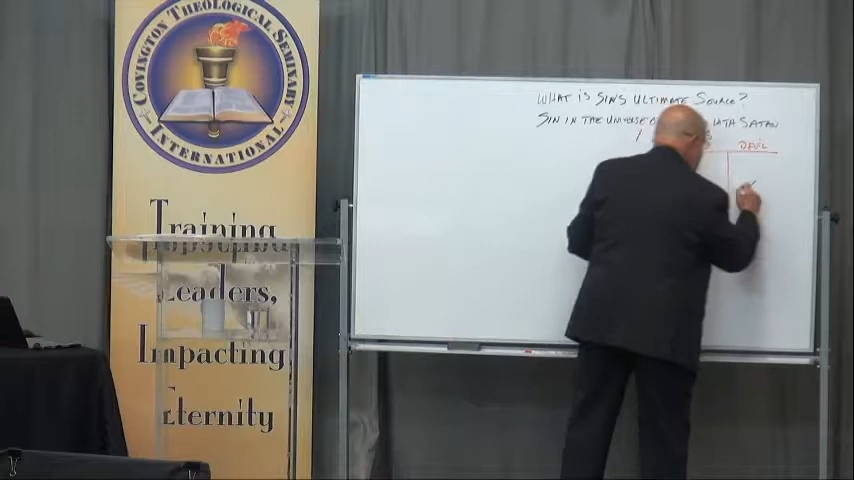 COVINGTON THEOLOGICAL SEMINARY
INTERNATIONAL
Training
Leaders,
Impacting
Eternity
WHAT IS SIN'S ULTIMATE SOURCE?
SIN IN THE UNIVERSE WITH SATAN
DEVIL